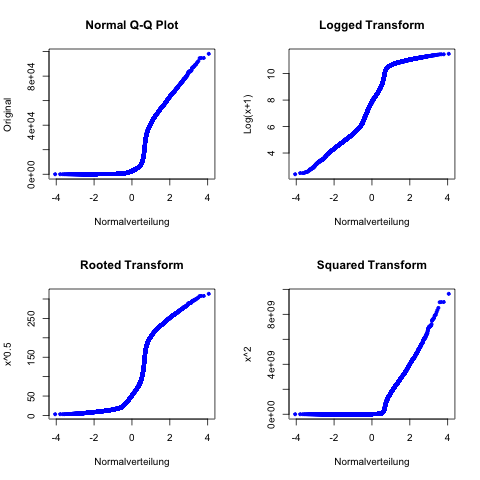 Normal Q-Q Plot
Original
0e+00 4e+04 8e+04
-4 -2 0 2 4
Normalverteilung
Logged Transform
Log(x+1)
4 6 8 10
-4 -2 0 2 4
Normalverteilung
Rooted Transform
x^0.5
0 50 150 250
-4 -2 0 2 4
Normalverteilung
Squared Transform
x^2
0e+00 4e+09 8e+09
-4 -2 0 2 4
Normalverteilung